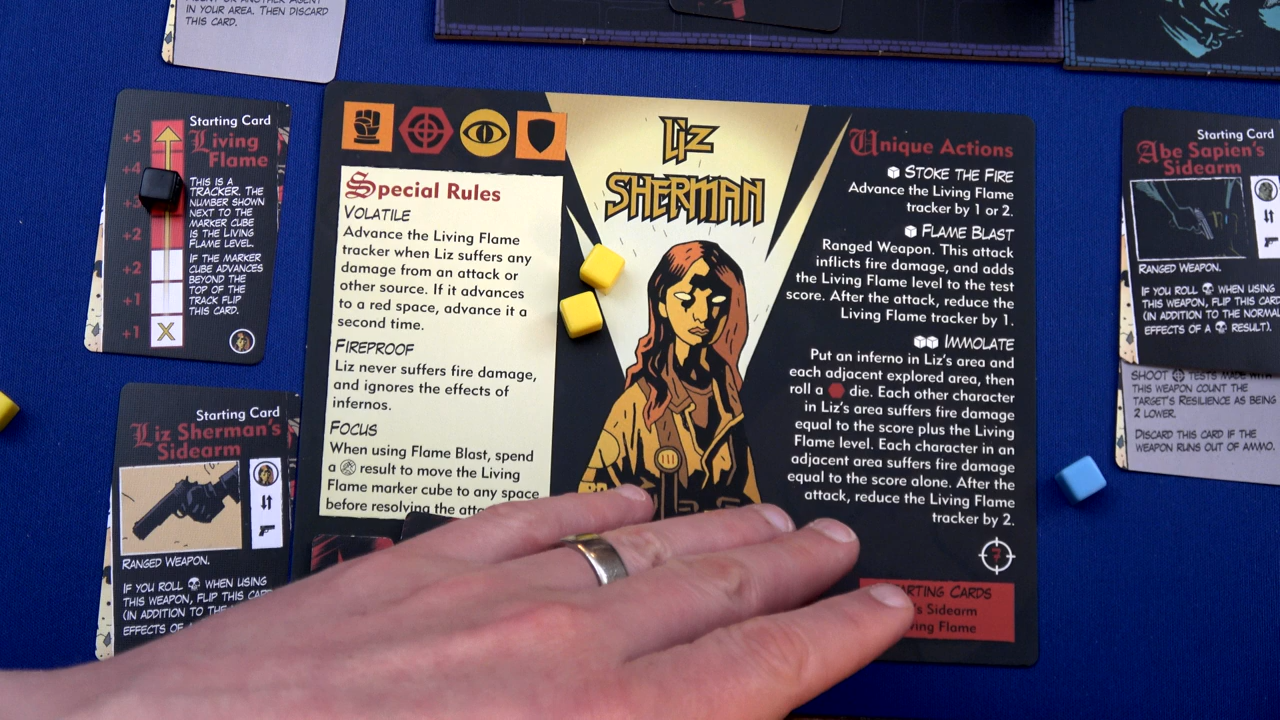 IN YOUR AREA. THEN DISCARD
THIS CARD.
Starting Card
Living
Flame
+5
+4
+3
+2
+2
+1
+1
X
THIS IS A
TRACKER. THE
NUMBER SHOWN
NEXT TO THE
MARKER CUBE
IS THE LIVING
FLAME LEVEL.
IF THE MARKER
CUBE ADVANCES
BEYOND THE
TOP OF THE
TRACK FLIP
THIS CARD.
Starting Card
Liz Sherman's
Sidearm
RANGED WEAPON.
IF YOU ROLL WHEN USING
THIS WEAPON, FLIP THIS CARD
(IN ADDITION TO THE
EFFECTS OF A
Special Rules
VOLATILE
Advance the Living Flame
tracker when Liz suffers any
damage from an attack or
other source. If it advances
to a red space, advance it a
second time.
FIREPROOF
Liz never suffers fire damage,
and ignores the effects of
infernos.
FOCUS
When using Flame Blast, spend
a result to move the Living
Flame marker cube to any space
before resolving the
LIZ
SHERMAN
Unique Actions
STOKE THE FIRE
Advance the Living Flame
tracker by 1 or 2.
FLAME BLAST
Ranged Weapon. This attack
inflicts fire damage, and adds
the Living Flame level to the test
score. After the attack, reduce the
Living Flame tracker by 1.
IMMOLATE
Put an inferno in Liz's area and
each adjacent explored area, then
roll a die. Each other character
in Liz's area suffers fire damage
equal to the score plus the Living
Flame level. Each character in an
adjacent area suffers fire damage
equal to the score alone. After the
attack, reduce the Living Flame
tracker by 2.
7
STARTING CARDS
Sidearm
Flame
Starting Card
Abe Sapien's
Sidearm
RANGED WEAPON.
IF YOU ROLL WHEN USING
THIS WEAPON, FLIP THIS CARD
(IN ADDITION TO THE NORMAL
EFFECTS OF A RESULT).
SHOOT TESTS MADE WITH
THIS WEAPON COUNT THE
TARGET'S RESILIENCE AS BEING
2 LOWER.
DISCARD THIS CARD IF THE
WEAPON RUNS OUT OF AMMO.